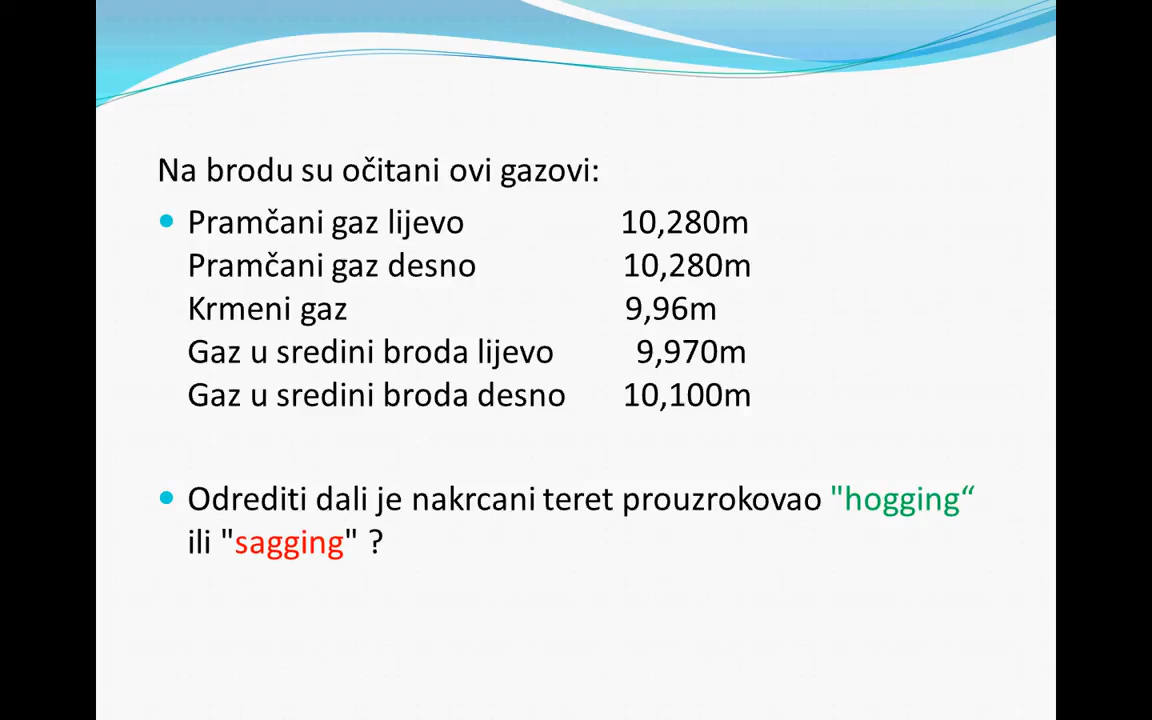 Na brodu su očitani ovi gazovi:
• Pramčani gaz lijevo 10,280m
Pramčani gaz desno 10,280m
Krmeni gaz 9,96m
Gaz u sredini broda lijevo 9,970m
Gaz u sredini broda desno 10,100m
• Odrediti dali je nakrcani teret prouzrokovao "hogging“
ili "sagging" ?